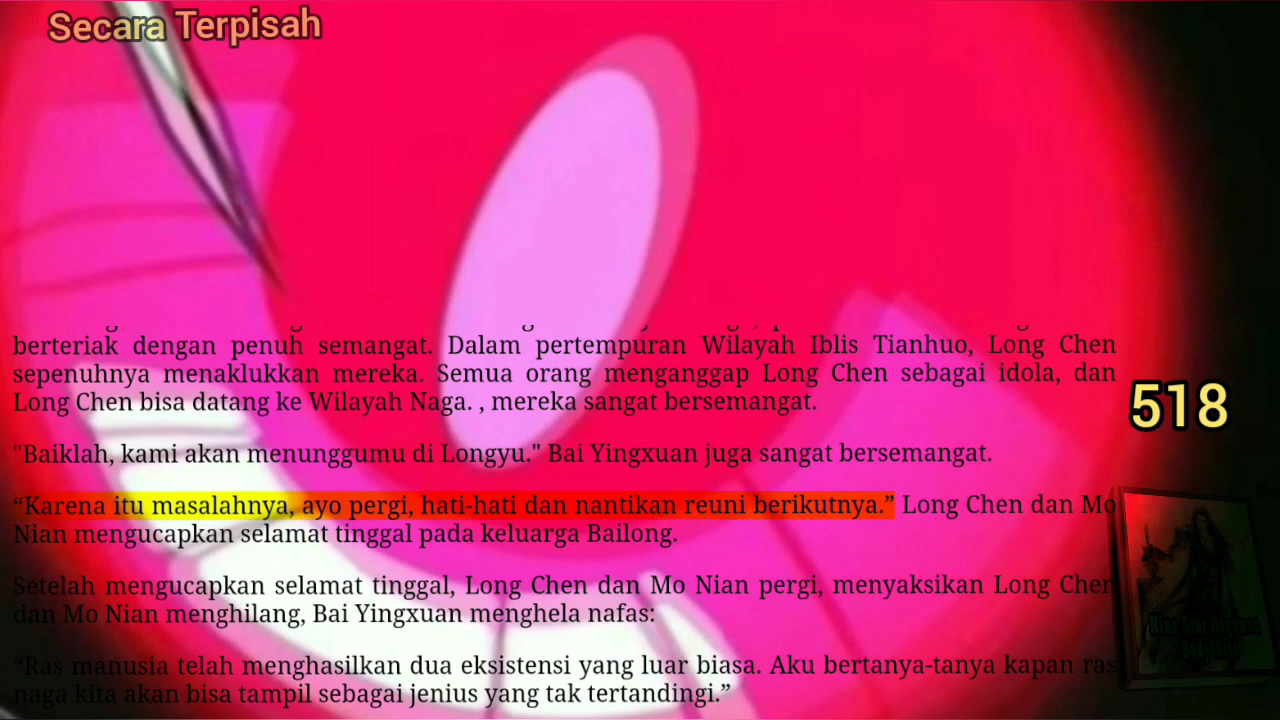 Secara Terpisah
berteriak dengan penuh semangat. Dalam pertempuran Wilayah Iblis Tianhuo, Long Chen
sepenuhnya menaklukkan mereka. Semua orang menganggap Long Chen sebagai idola, dan
Long Chen bisa datang ke Wilayah Naga. , mereka sangat bersemangat.
518
"Baiklah, kami akan menunggumu di Longyu." Bai Yingxuan juga sangat bersemangat.
“Karena itu masalahnya, ayo pergi, hati-hati dan nantikan reuni berikutnya.” Long Chen dan Mo
Nian mengucapkan selamat tinggal pada keluarga Bailong.
Setelah mengucapkan selamat tinggal, Long Chen dan Mo Nian pergi, menyaksikan Long Chen
dan Mo Nian menghilang, Bai Yingxuan menghela nafas:
“Ras manusia telah menghasilkan dua eksistensi yang luar biasa. Aku bertanya-tanya kapan ras
naga kita akan bisa tampil sebagai jenius yang tak tertandingi.”